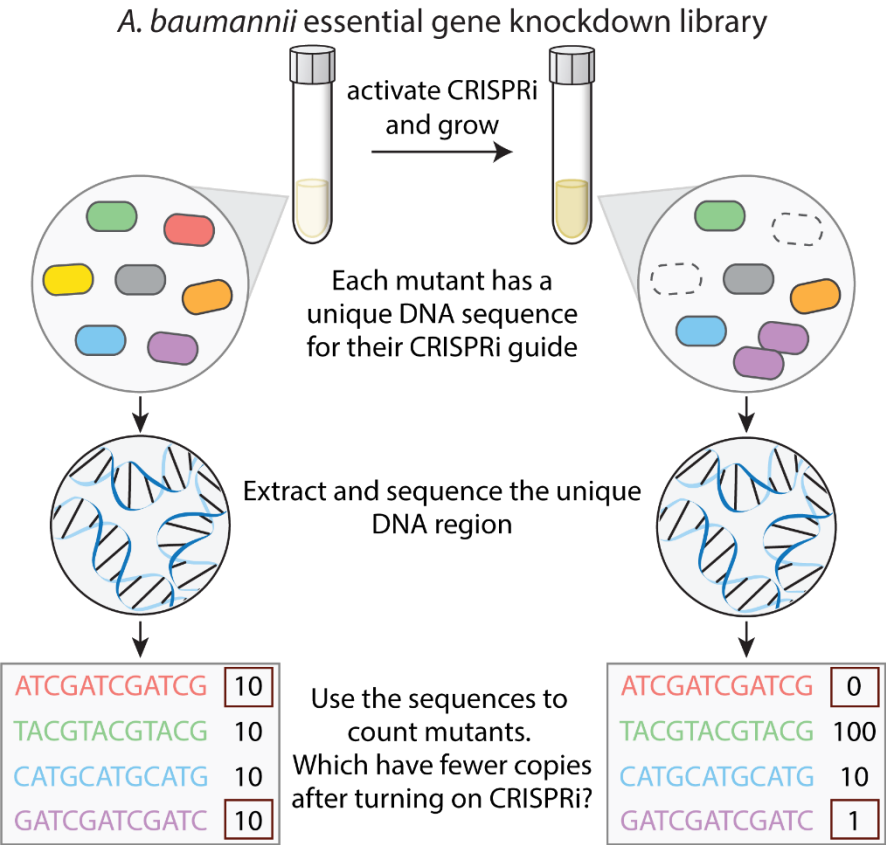 A. baumannii essential gene knockdown library
activate CRISPRi
and grow
Each mutant has a
unique DNA sequence
for their CRISPRi guide
Extract and sequence the unique
DNA region
ATCGATCGATCG 10
TACGTACGTACG 10
CATGCATGCATG 10
GATCGATCGATC 10
Use the sequences to
count mutants.
Which have fewer copies
after turning on CRISPRi?
ATCGATCGATCG 0
TACGTACGTACG 100
CATGCATGCATG 10
GATCGATCGATC 1